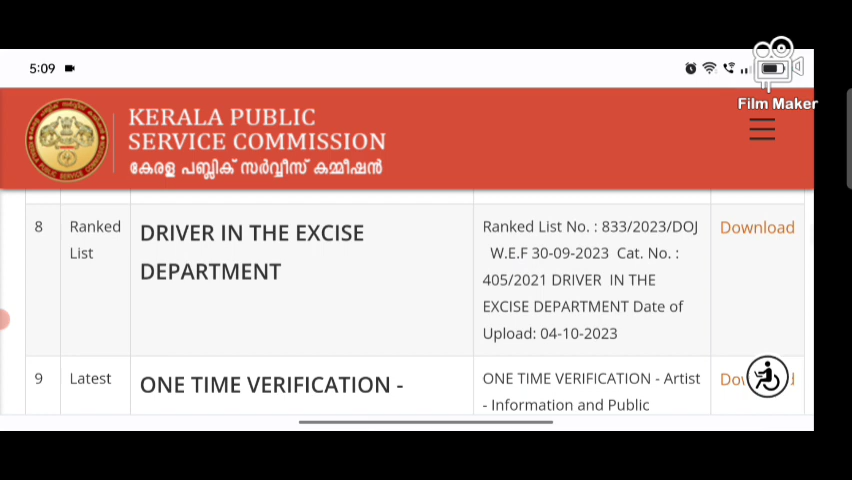 5:09
Film Maker
KERALA PUBLIC
SERVICE COMMISSION
കേരള പബ്ലിക് സർവ്വീസ് കമ്മീഷൻ
8
Ranked
List
DRIVER IN THE EXCISE
DEPARTMENT
Ranked List No. : 833/2023/DOJ
W.E.F 30-09-2023 Cat. No. :
405/2021 DRIVER IN THE
EXCISE DEPARTMENT Date of
Upload: 04-10-2023
Download
9
Latest
ONE TIME VERIFICATION -
ONE TIME VERIFICATION - Artist
- Information and Public